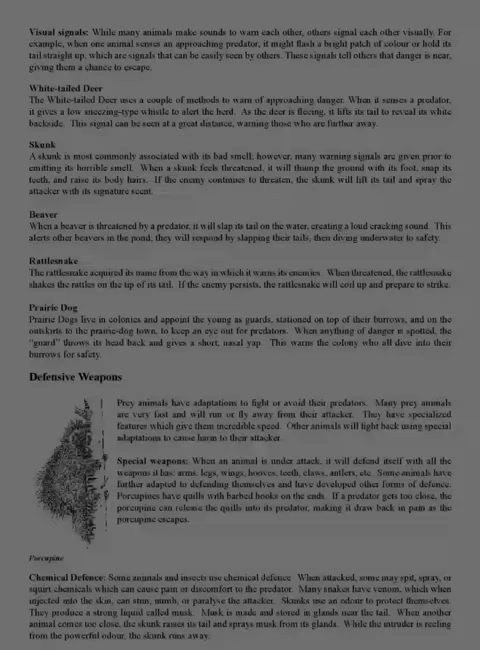 Visual signals: While many animals make sounds to warn each other, others signal each other visually. For
example, when one animal senses an approaching predator, it might flash a bright patch of colour or hold its
tail straight up, which are signals that can be easily seen by others. These signals tell others that danger is near,
giving them a chance to escape.
White-tailed Deer
The White-tailed Deer uses a couple of methods to warn of approaching danger. When it senses a predator,
it gives a low sneezing-type whistle to alert the herd. As the deer is fleeing, it lifts its tail to reveal its white
backside. This signal can be seen at a great distance, warning those who are further away.
Skunk
A skunk is most commonly associated with its bad smell; however, many warning signals are given prior to
emitting its horrible smell. When a skunk feels threatened, it will thump the ground with its foot, snap its
teeth, and raise its body hairs. If the enemy continues to threaten, the skunk will lift its tail and spray the
attacker with its signature scent.
Beaver
When a beaver is threatened by a predator, it will slap its tail on the water, creating a loud cracking sound. This
alerts other beavers in the pond; they will respond by slapping their tails, then diving underwater to safety.
Rattlesnake
The rattlesnake acquired its name from the way in which it warns its enemies. When threatened, the rattlesnake
shakes the rattles on the tip of its tail. If the enemy persists, the rattlesnake will coil up and prepare to strike.
Prairie Dog
Prairie Dogs live in colonies and appoint the young as guards, stationed on top of their burrows, and on the
outskirts to the prairie-dog town, to keep an eye out for predators. When anything of danger is spotted, the
"guard" throws its head back and gives a short, nasal yap. This warns the colony who all dive into their
burrows for safety.
Defensive Weapons
Prey animals have adaptations to fight or avoid their predators. Many prey animals
are very fast and will run or fly away from their attacker. They have specialized
features which give them incredible speed. Other animals will fight back using special
adaptations to cause harm to their attacker.
Special weapons: When an animal is under attack, it will defend itself with all the
weapons it has: arms, legs, wings, hooves, teeth, claws, antlers, etc. Some animals have
further adapted to defending themselves and have developed other forms of defence.
Porcupines have quills with barbed hooks on the ends. If a predator gets too close, the
porcupine can release the quills into its predator, making it draw back in pain as the
porcupine escapes.
Porcupine
Chemical Defence: Some animals and insects use chemical defence. When attacked, some may spit, spray, or
squirt chemicals which can cause pain or discomfort to the predator. Many snakes have venom, which when
injected into the skin, can stun, numb, or paralyse the attacker. Skunks use an odour to protect themselves.
They produce a strong liquid called musk. Musk is made and stored in glands near the tail. When another
animal comes too close, the skunk raises its tail and sprays musk from its glands. While the intruder is reeling
from the powerful odour, the skunk runs away.